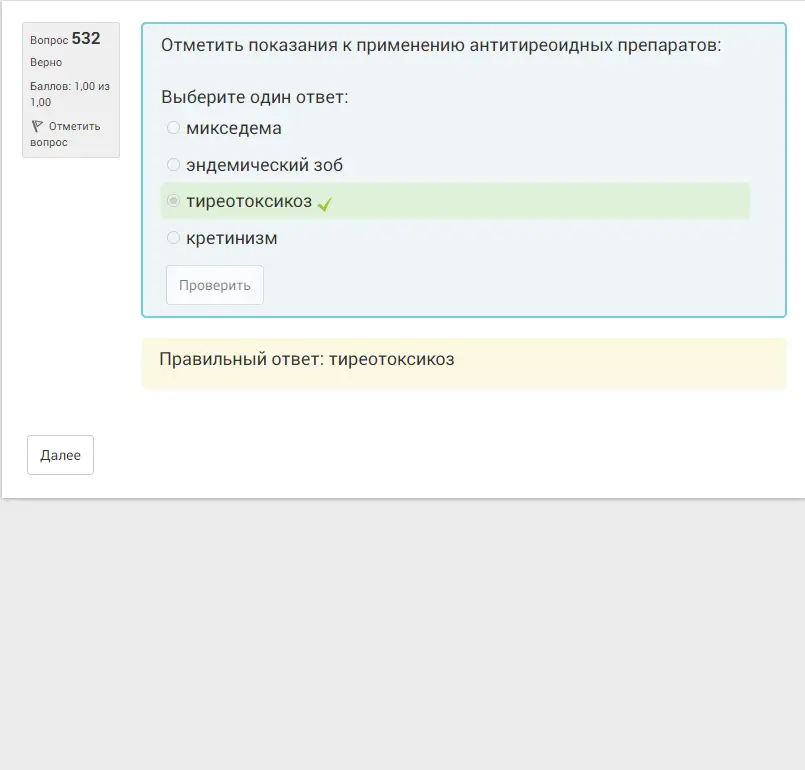 Вопрос 532
Верно
Баллов: 1,00 из
1,00
Отметить
вопрос
Отметить показания к применению антитиреоидных препаратов:
Выберите один ответ:
микседема
эндемический зоб
тиреотоксикоз
кретинизм
Проверить
Правильный ответ: тиреотоксикоз
Далее